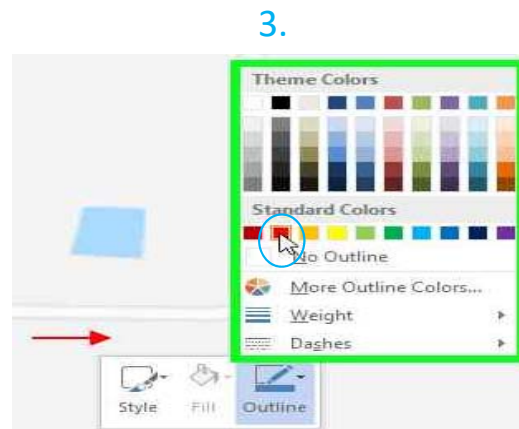 3.
Theme Colors
Standard Colors
No Outline
More Outline Colors...
Weight
Dashes
Style Fill Outline